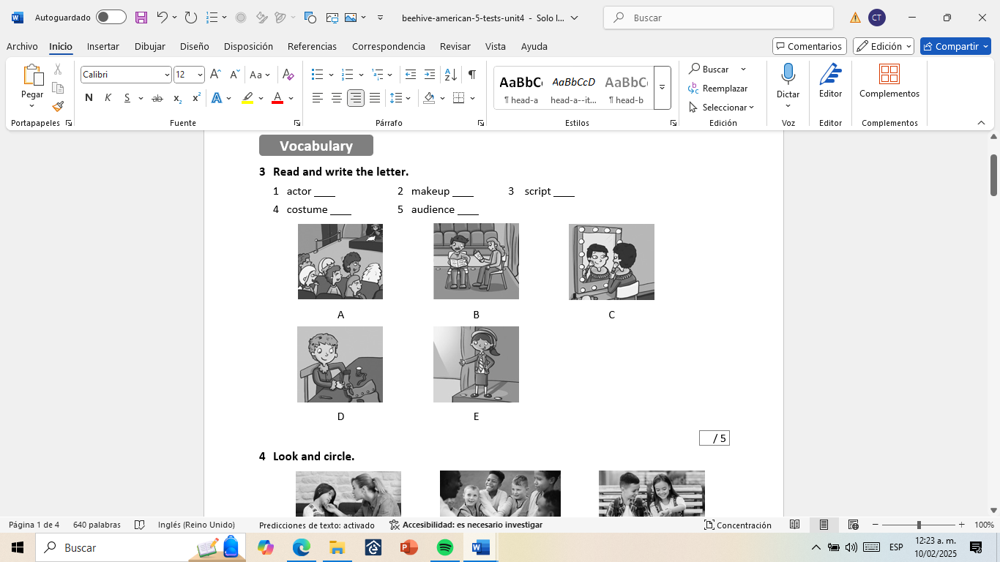 Autoguardado
beehive-american-5-tests-unit4 - Solo l...
Buscar
CT
Archivo Inicio Insertar Dibujar Diseño Disposición Referencias Correspondencia Revisar Vista Ayuda
Comentarios Edición Compartir
Pegar
Portapapeles
Calibri 12 A A Aa A
N K S ab x₂ x² A A
Fuente
Párrafo
AaBbCc AaBbCcD AaBbCc
¶ head-a head-a--it... ¶ head-b
Estilos
Buscar
Reemplazar
Seleccionar
Edición
Dictar
Voz
Editor
Editor
Complementos
Complementos
Vocabulary
3 Read and write the letter.
1 actor ____ 2 makeup ____ 3 script ____
4 costume ____ 5 audience ____
A B C
D E
/ 5
4 Look and circle.
Página 1 de 4 640 palabras Inglés (Reino Unido) Predicciones de texto: activado Accesibilidad: es necesario investigar Concentración 100%
Buscar
ESP
12:23 a. m.
10/02/2025